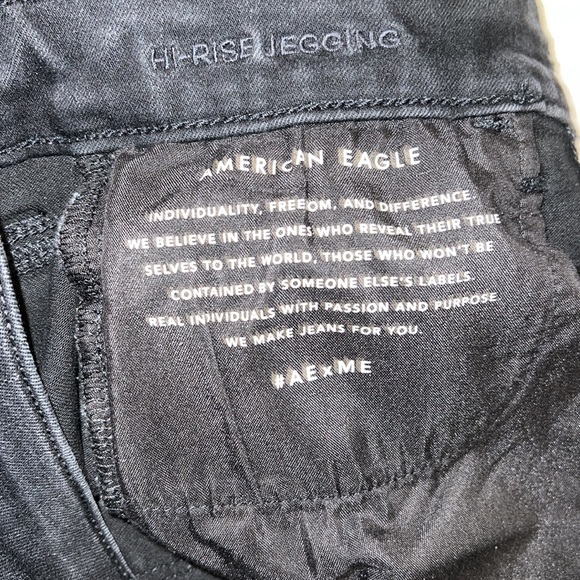 HI-RISE JEGGING
AMERICAN EAGLE
INDIVIDUALITY, FREEOM, AND DIFFERENCE.
WE BELIEVE IN THE ONES WHO REVEAL THEIR TRUE
SELVES TO THE WORLD, THOSE WHO WON'T BE
CONTAINED BY SOMEONE ELSE'S LABELS.
REAL INDIVIDUALS WITH PASSION AND PURPOSE
WE MAKE JEANS FOR YOU.
#AExME